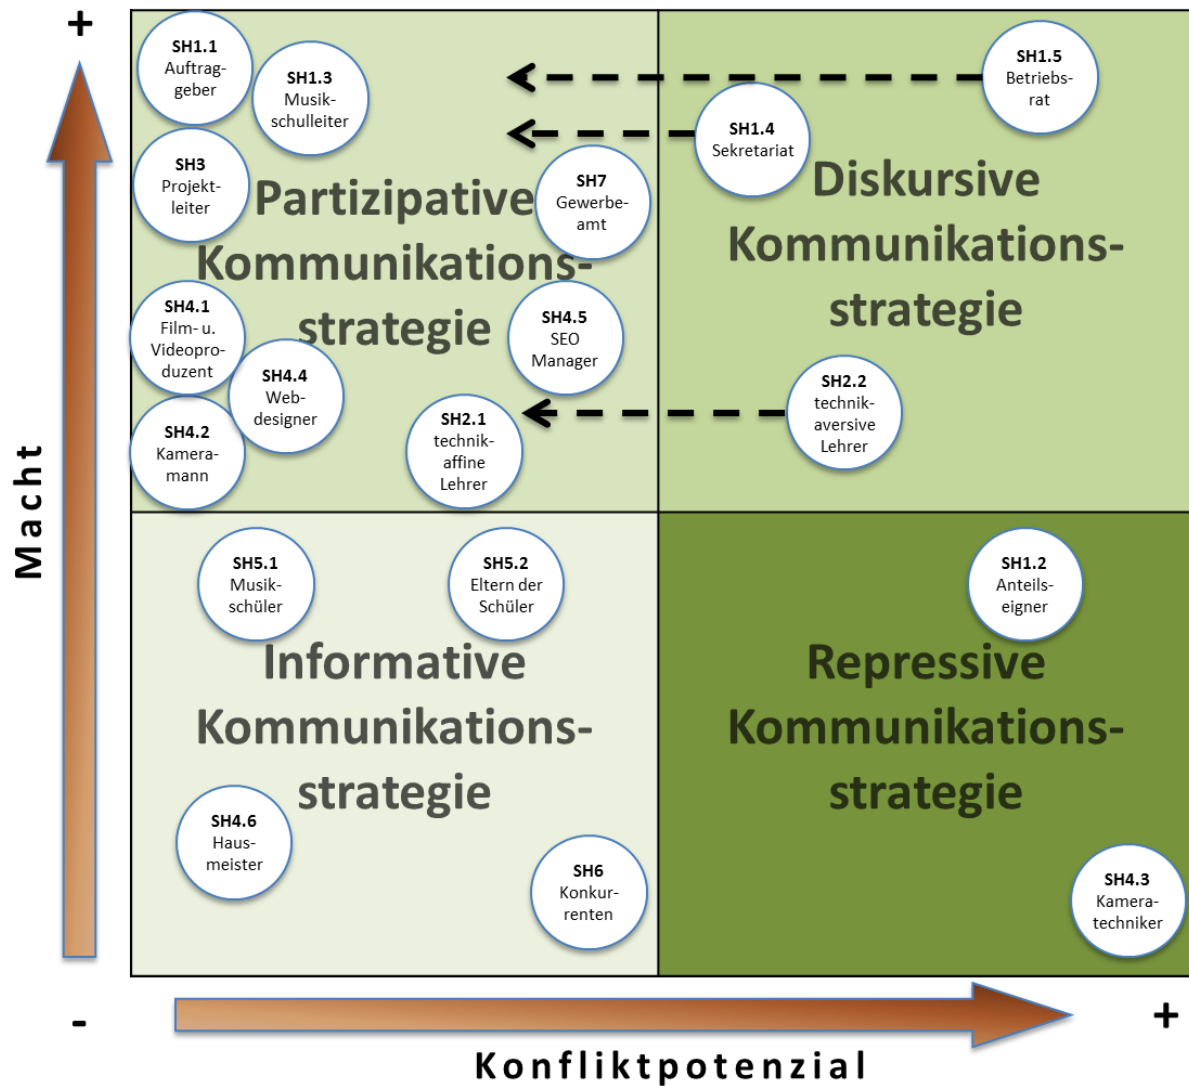 +
SH1.1
Auftrag-
geber
SH1.3
Musik-
schulleiter
SH3
Projekt-
leiter
SH7
Gewerbe-
amt
Partizipative
Kommunikations-
strategie
SH4.1
Film- u.
Videopro-
duzent
SH4.4
Web-
designer
SH4.2
Kamera-
mann
SH4.5
SEO
Manager
SH2.1
technik-
affine
Lehrer
SH1.5
Betriebs-
rat
SH1.4
Sekretariat
Diskursive
Kommunikations-
strategie
SH2.2
technik-
aversive
Lehrer
Macht
SH5.1
Musik-
schüler
SH5.2
Eltern der
Schüler
Informative
Kommunikations-
strategie
SH4.6
Haus-
meister
SH6
Konkur-
renten
SH1.2
Anteils-
eigner
Repressive
Kommunikations-
strategie
SH4.3
Kamera-
techniker
-
+
Konfliktpotenzial